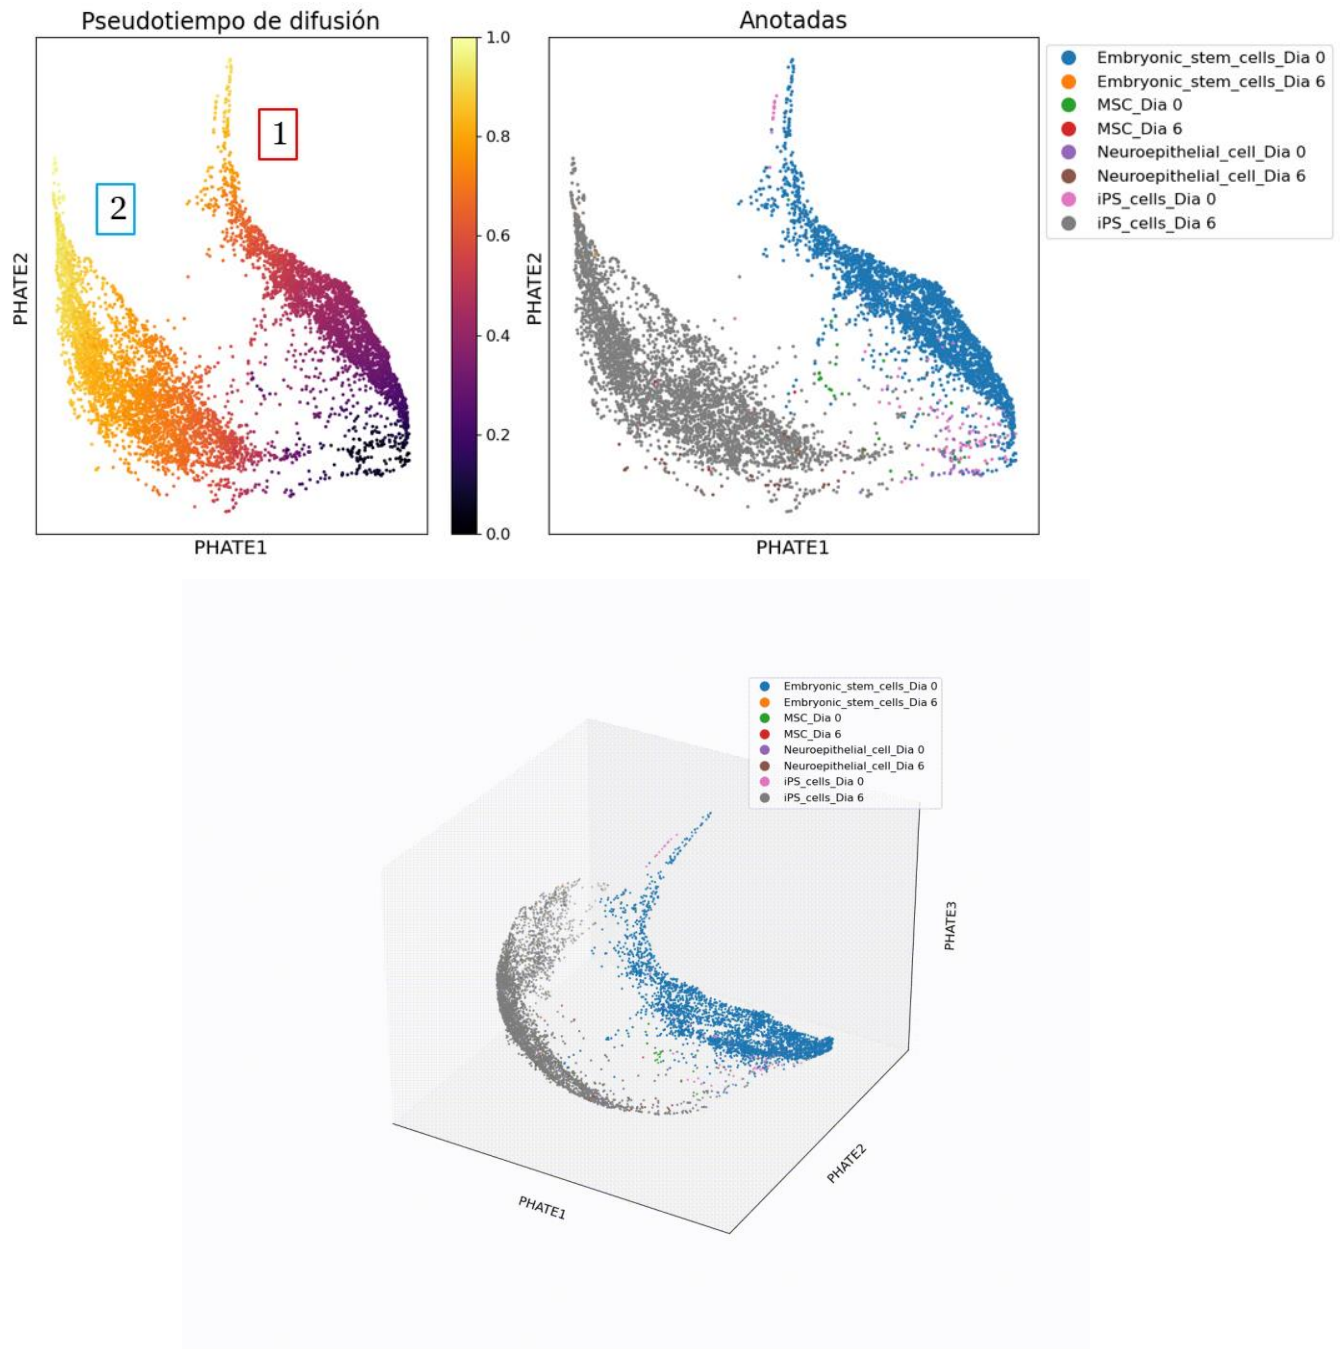 Pseudotiempo de difusión
Anotadas
1
2
PHATE2
PHATE1
1.0
0.8
0.6
0.4
0.2
0.0
PHATE2
PHATE1
Embryonic_stem_cells_Dia 0
Embryonic_stem_cells_Dia 6
MSC_Dia 0
MSC_Dia 6
Neuroepithelial_cell_Dia 0
Neuroepithelial_cell_Dia 6
iPS_cells_Dia 0
iPS_cells_Dia 6
Embryonic_stem_cells_Dia 0
Embryonic_stem_cells_Dia 6
MSC_Dia 0
MSC_Dia 6
Neuroepithelial_cell_Dia 0
Neuroepithelial_cell_Dia 6
iPS_cells_Dia 0
iPS_cells_Dia 6
PHATE3
PHATE2
PHATE1